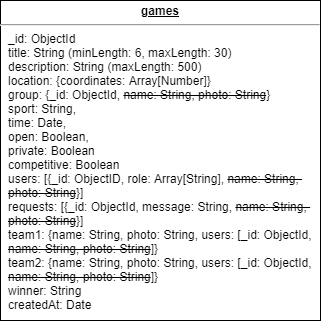 games
_id: ObjectId
title: String (minLength: 6, maxLength: 30)
description: String (maxLength: 500)
location: {coordinates: Array[Number]}
group: {_id: ObjectId, name: String, photo: String}
sport: String,
time: Date,
open: Boolean,
private: Boolean
competitive: Boolean
users: [{_id: ObjectID, role: Array[String], name: String,
photo: String}]
requests: [{_id: ObjectId, message: String, name: String,
photo: String}]
team1: {name: String, photo: String, users: [_id: ObjectId,
name: String, photo: String]}
team2: {name: String, photo: String, users: [_id: ObjectId,
name: String, photo: String]}
winner: String
createdAt: Date